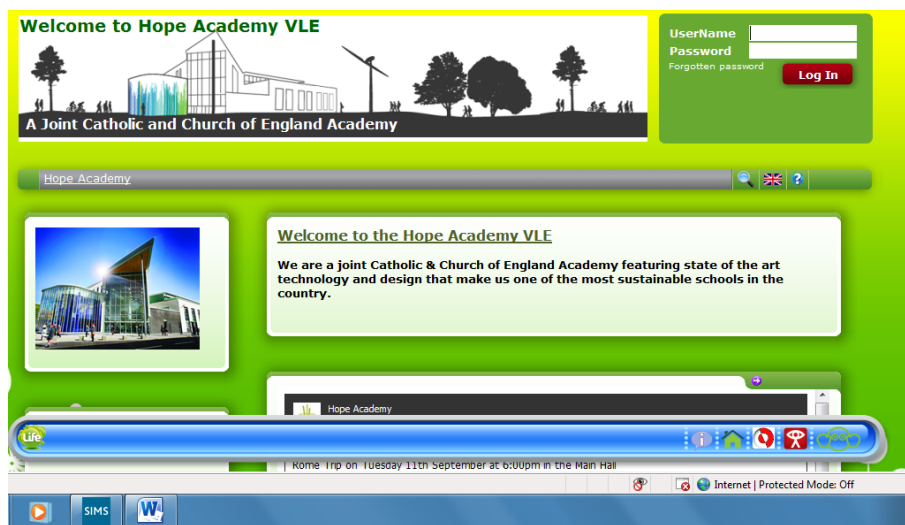 Welcome to Hope Academy VLE
A Joint Catholic and Church of England Academy
UserName
Password
Forgotten password
Log In
Hope Academy
Welcome to the Hope Academy VLE
We are a joint Catholic & Church of England Academy featuring state of the art
technology and design that make us one of the most sustainable schools in the
country.
Hope Academy
Life
Rome Trip on Tuesday 11th September at 6:00pm in the Main Hall
Internet | Protected Mode: Off
SIMS
W